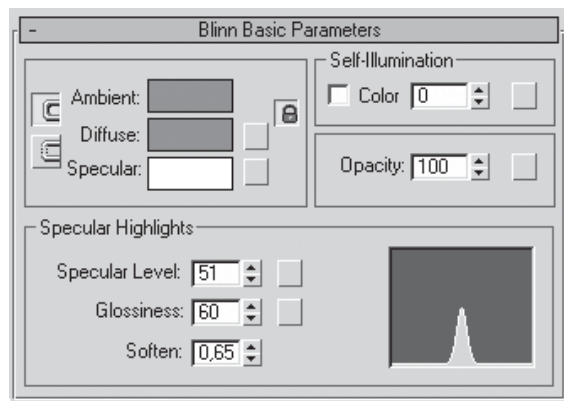 - Blinn Basic Parameters
Self-Illumination
Ambient:
Color 0
Diffuse:
Specular:
Opacity: 100
Specular Highlights
Specular Level: 51
Glossiness: 60
Soften: 0,65